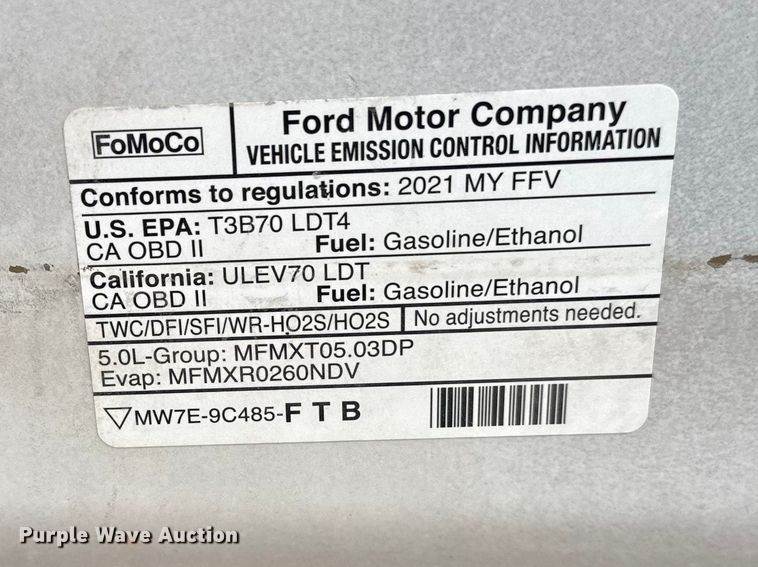 FoMoCo
Ford Motor Company
VEHICLE EMISSION CONTROL INFORMATION
Conforms to regulations: 2021 MY FFV
U.S. EPA: T3B70 LDT4
CA OBD II Fuel: Gasoline/Ethanol
California: ULEV70 LDT
CA OBD II Fuel: Gasoline/Ethanol
TWC/DFI/SFI/WR-HO2S/HO2S No adjustments needed.
5.0L-Group: MFMXT05.03DP
Evap: MFMXR0260NDV
MW7E-9C485-F T B
Purple Wave Auction